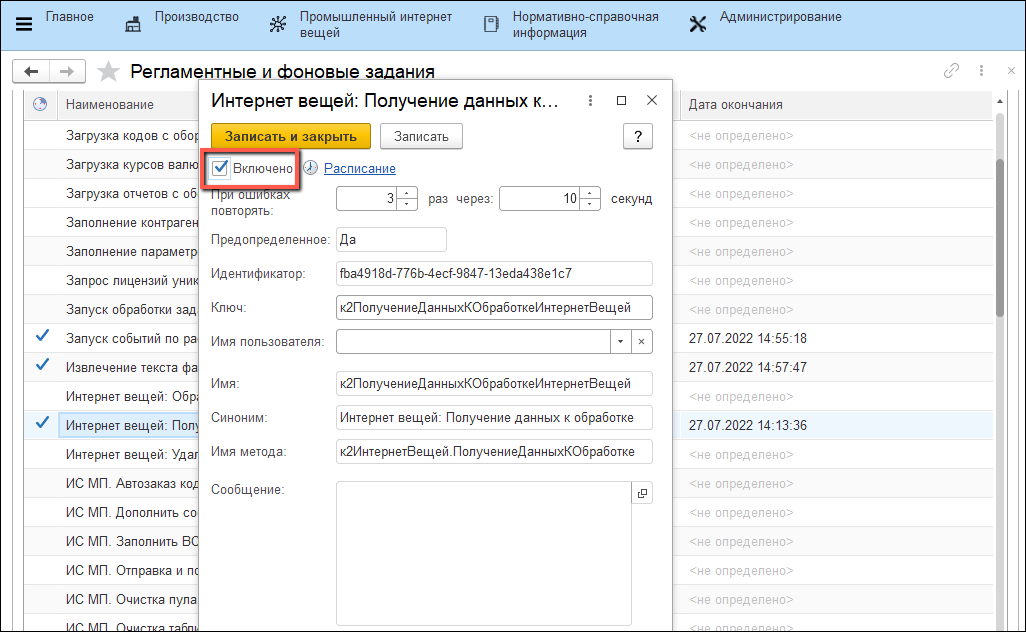 Главное
Производство
Промышленный интернет
вещей
Нормативно-справочная
информация
Администрирование
Регламентные и фоновые задания
Наименование
Дата окончания
Загрузка кодов с обор
<не определено>
Загрузка курсов валю
<не определено>
Загрузка отчетов с об
<не определено>
Заполнение контраген
<не определено>
Заполнение параметр
<не определено>
Запрос лицензий уник
<не определено>
Запуск обработки зад
<не определено>
Запуск событий по ра
27.07.2022 14:55:18
Извлечение текста фа
27.07.2022 14:57:47
Интернет вещей: Обра
<не определено>
Интернет вещей: Полу
27.07.2022 14:13:36
Интернет вещей: Удал
<не определено>
ИС МП. Автозаказ код
<не определено>
ИС МП. Дополнить со
<не определено>
ИС МП. Заполнить ВС
<не определено>
ИС МП. Отправка и по
<не определено>
ИС МП. Очистка пула
<не определено>
ИС МП. Очистка табли
<не определено>
Интернет вещей: Получение данных к...
Записать и закрыть
Записать
?
Включено
Расписание
При ошибках
повторять:
3
раз через:
10
секунд
Предопределенное:
Да
Идентификатор:
fba4918d-776b-4ecf-9847-13eda438e1c7
Ключ:
к2ПолучениеДанныхКОбработкеИнтернетВещей
Имя пользователя:
Имя:
к2ПолучениеДанныхКОбработкеИнтернетВещей
Синоним:
Интернет вещей: Получение данных к обработке
Имя метода:
к2ИнтернетВещей.ПолучениеДанныхКОбработке
Сообщение: